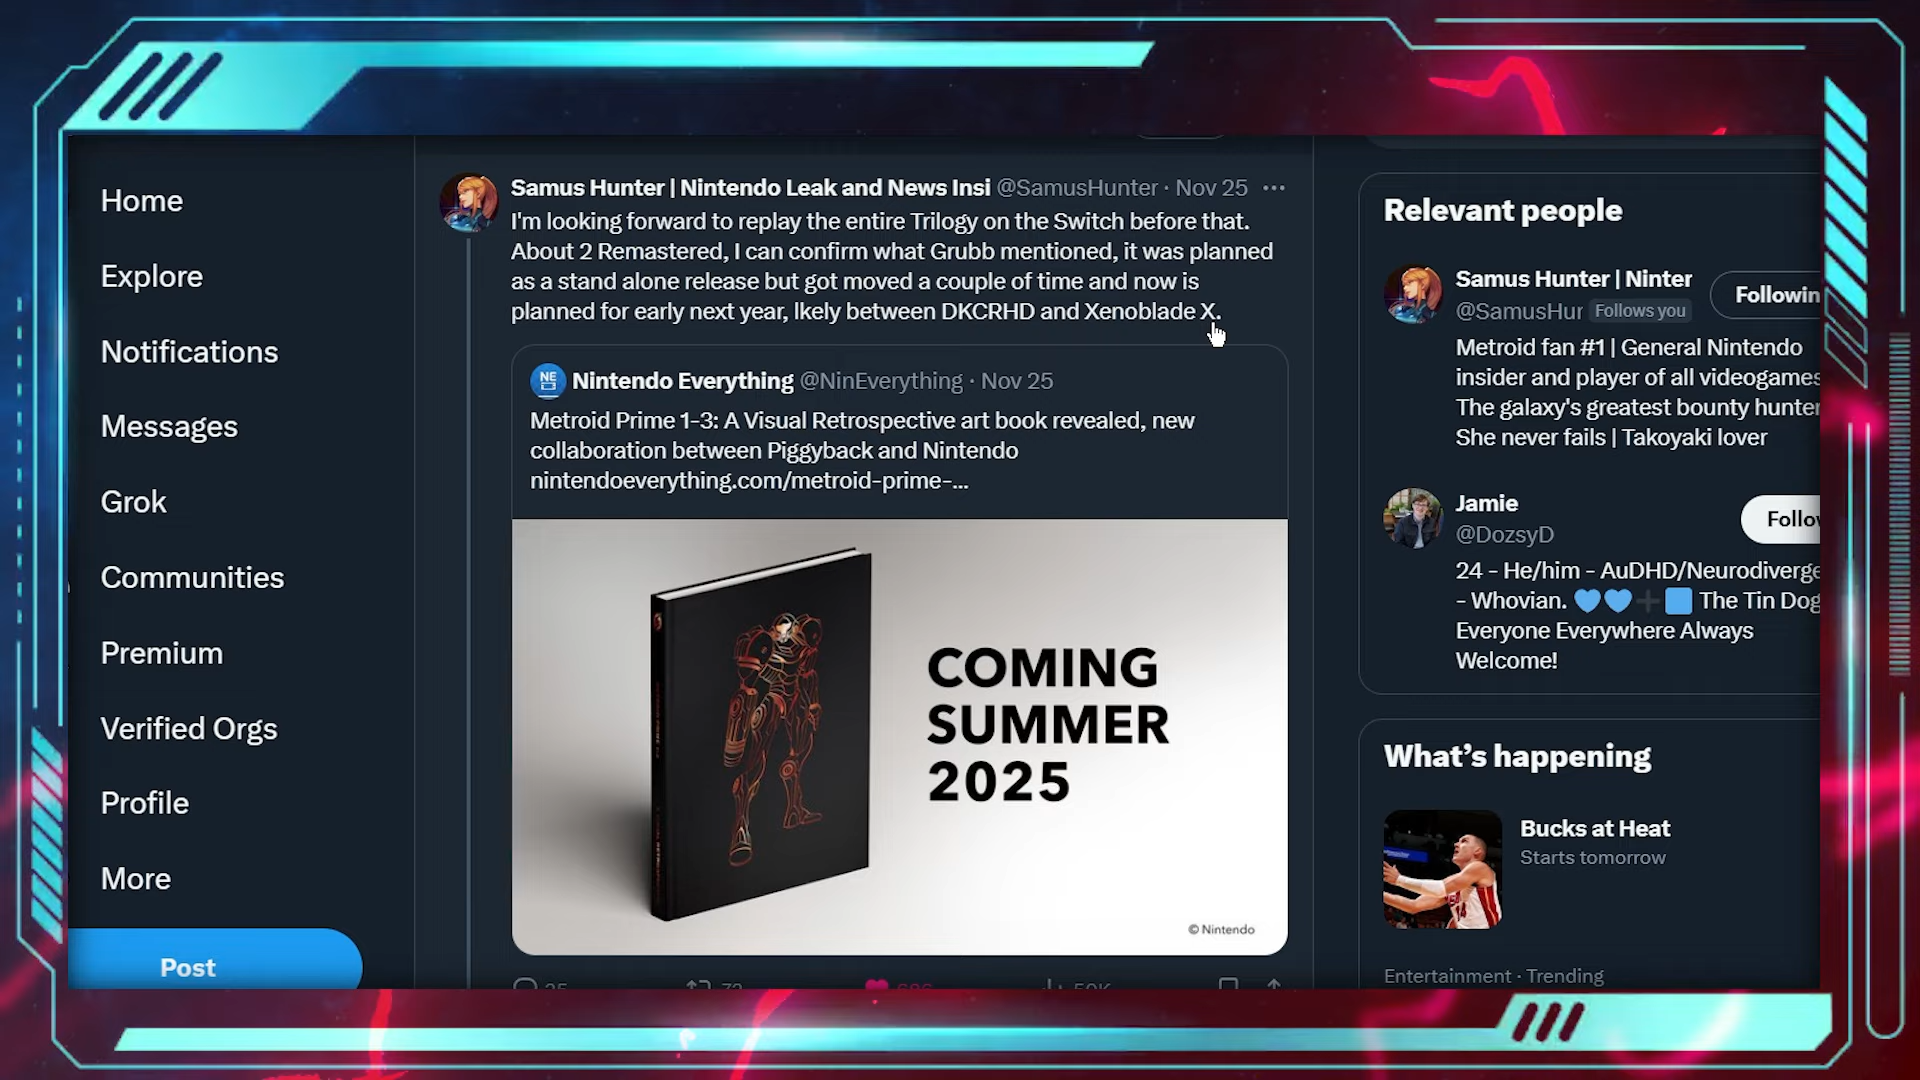 Home
Explore
Notifications
Messages
Grok
Communities
Premium
Verified Orgs
Profile
More
Post
Samus Hunter | Nintendo Leak and News Insi @SamusHunter · Nov 25
I'm looking forward to replay the entire Trilogy on the Switch before that.
About 2 Remastered, I can confirm what Grubb mentioned, it was planned
as a stand alone release but got moved a couple of time and now is
planned for early next year, lkely between DKCRHD and Xenoblade X.
NE
Nintendo Everything @NinEverything · Nov 25
Metroid Prime 1-3: A Visual Retrospective art book revealed, new
collaboration between Piggyback and Nintendo
nintendoeverything.com/metroid-prime-...
COMING
SUMMER
2025
© Nintendo
Relevant people
Samus Hunter | Ninter
Followin
@SamusHur Follows you
Metroid fan #1 | General Nintendo
insider and player of all videogames
The galaxy's greatest bounty hunter
She never fails | Takoyaki lover
Jamie
Follo
@DozsyD
24 - He/him - AuDHD/Neurodiverge
- Whovian. 💙💙➕🟦 The Tin Dog
Everyone Everywhere Always
Welcome!
What's happening
Bucks at Heat
Starts tomorrow
Entertainment · Trending